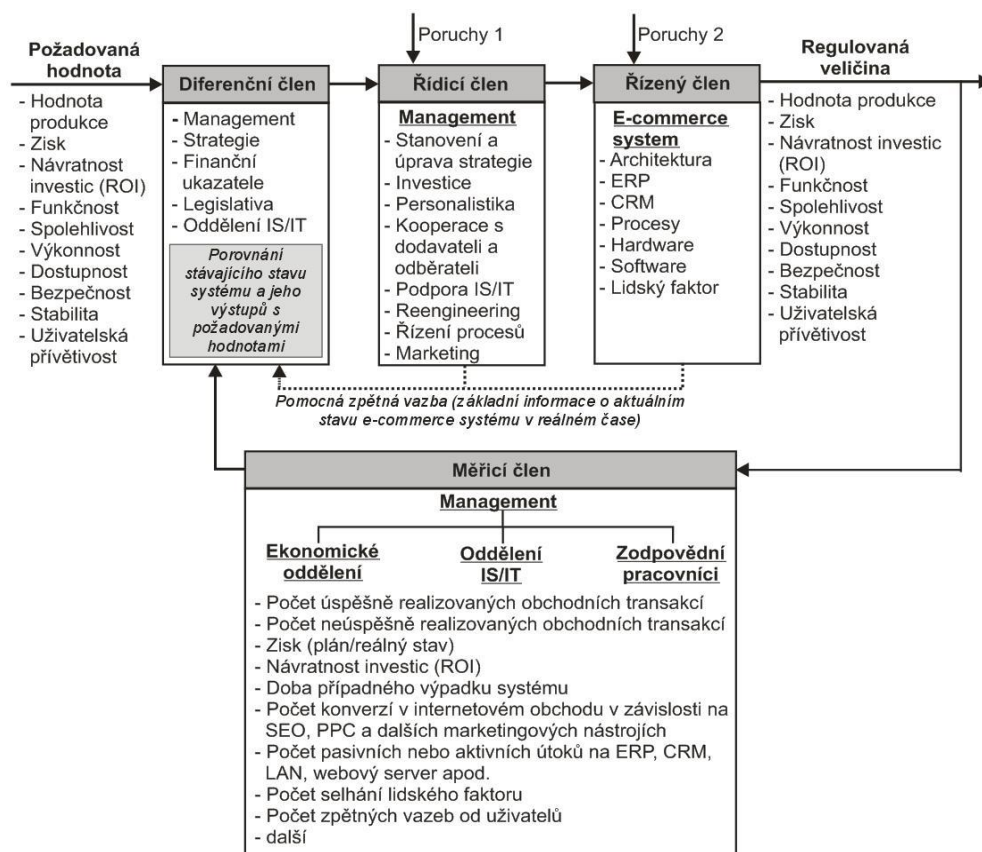 Poruchy 1
Poruchy 2
Požadovaná
hodnota
- Hodnota
produkce
- Zisk
- Návratnost
investic (ROI)
- Funkčnost
- Spolehlivost
- Výkonnost
- Dostupnost
- Bezpečnost
- Stabilita
- Uživatelská
přívětivost
Diferenční člen
- Management
- Strategie
- Finanční
ukazatele
- Legislativa
- Oddělení IS/IT
Porovnání
stávajícího stavu
systému a jeho
výstupů s
požadovanými
hodnotami
Řídicí člen
Management
- Stanovení a
úprava strategie
- Investice
- Personalistika
- Kooperace s
dodavateli a
odběrateli
- Podpora IS/IT
- Reengineering
- Řízení procesů
- Marketing
Řízený člen
E-commerce
system
- Architektura
- ERP
- CRM
- Procesy
- Hardware
- Software
- Lidský faktor
Regulovaná
veličina
- Hodnota produkce
- Zisk
- Návratnost investic
(ROI)
- Funkčnost
- Spolehlivost
- Výkonnost
- Dostupnost
- Bezpečnost
- Stabilita
- Uživatelská
přívětivost
Pomocná zpětná vazba (základní informace o aktuálním
stavu e-commerce systému v reálném čase)
Měřicí člen
Management
Ekonomické
oddělení
Oddělení
IS/IT
Zodpovědní
pracovníci
- Počet úspěšně realizovaných obchodních transakcí
- Počet neúspěšně realizovaných obchodních transakcí
- Zisk (plán/reálný stav)
- Návratnost investic (ROI)
- Doba případného výpadku systému
- Počet konverzí v internetovém obchodu v závislosti na
SEO, PPC a dalších marketingových nástrojích
- Počet pasivních nebo aktivních útoků na ERP, CRM,
LAN, webový server apod.
- Počet selhání lidského faktoru
- Počet zpětných vazeb od uživatelů
- další